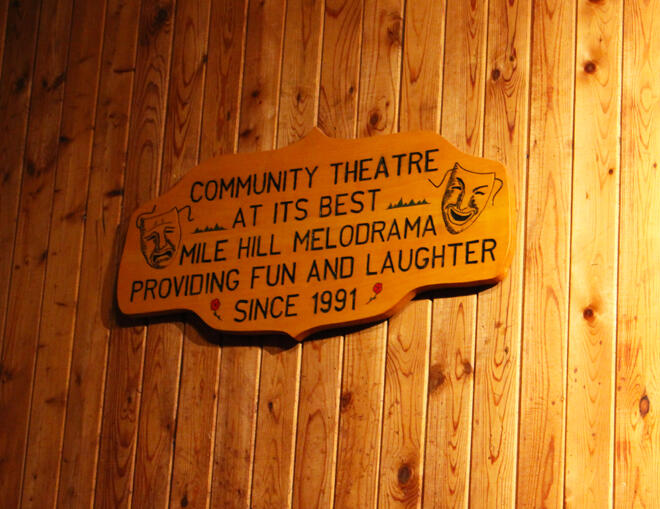 COMMUNITY THEATRE
AT ITS BEST
MILE HILL MELODRAMA
PROVIDING FUN AND LAUGHTER
SINCE 1991